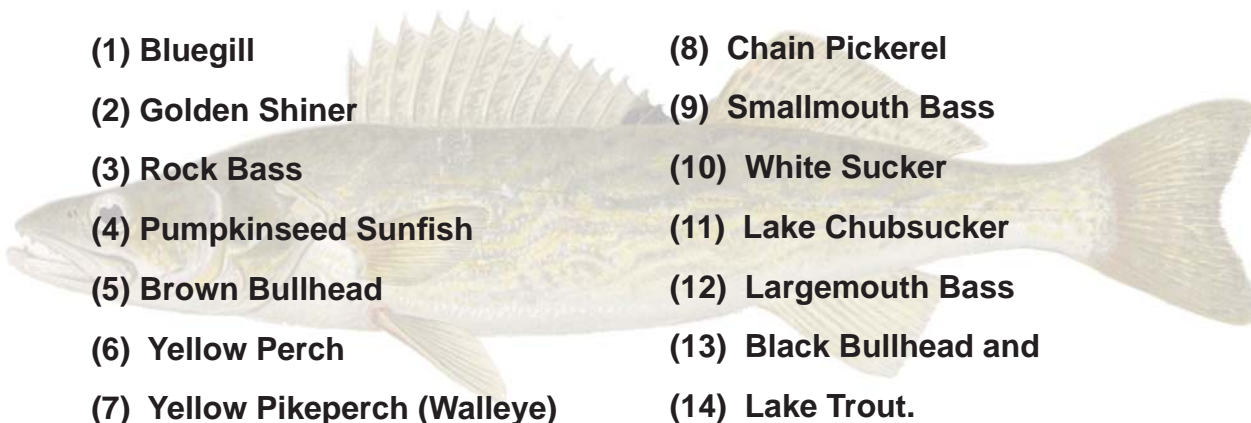 (1) Bluegill
(2) Golden Shiner
(3) Rock Bass
(4) Pumpkinseed Sunfish
(5) Brown Bullhead
(6) Yellow Perch
(7) Yellow Pikeperch (Walleye)
(8) Chain Pickerel
(9) Smallmouth Bass
(10) White Sucker
(11) Lake Chubsucker
(12) Largemouth Bass
(13) Black Bullhead and
(14) Lake Trout.